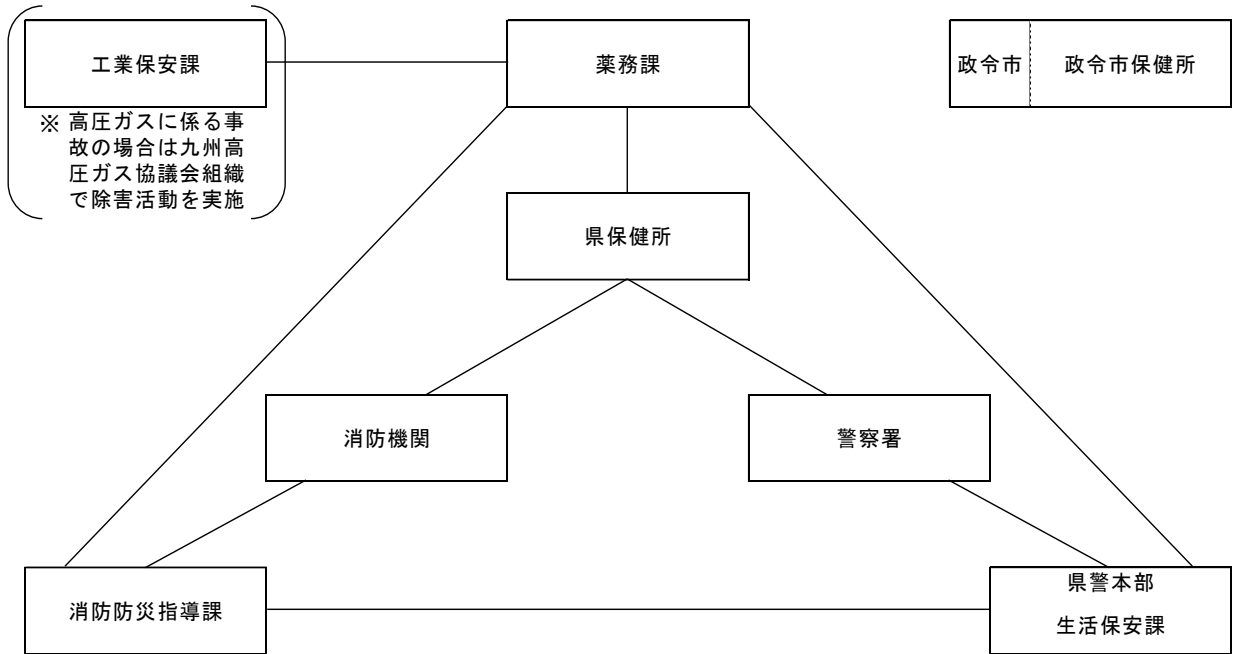 工業保安課
薬務課
政令市 政令市保健所
※ 高圧ガスに係る事
故の場合は九州高
圧ガス協議会組織
で除害活動を実施
県保健所
消防機関
警察署
消防防災指導課
県警本部
生活保安課